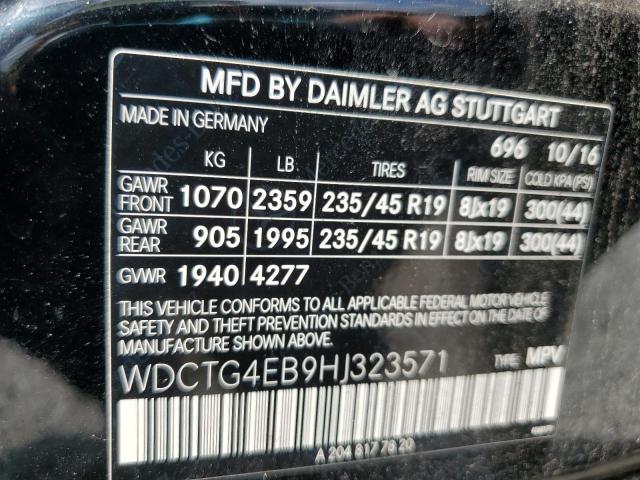 MFD BY DAIMLER AG STUTTGART
MADE IN GERMANY
696 10/16
KG LB TIRES RIM SIZE COLD KPA (PSI)
GAWR FRONT 1070 2359 235/45 R19 8Jx19 300(44)
GAWR REAR 905 1995 235/45 R19 8Jx19 300(44)
GVWR 1940 4277
THIS VEHICLE CONFORMS TO ALL APPLICABLE FEDERAL MOTOR VEHICLE
SAFETY AND THEFT PREVENTION STANDARDS IN EFFECT ON THE DATE OF
MANUFACTURE SHOWN ABOVE.
WDCTG4EB9HJ323571 TYPE MPV
A 204 817 78 20